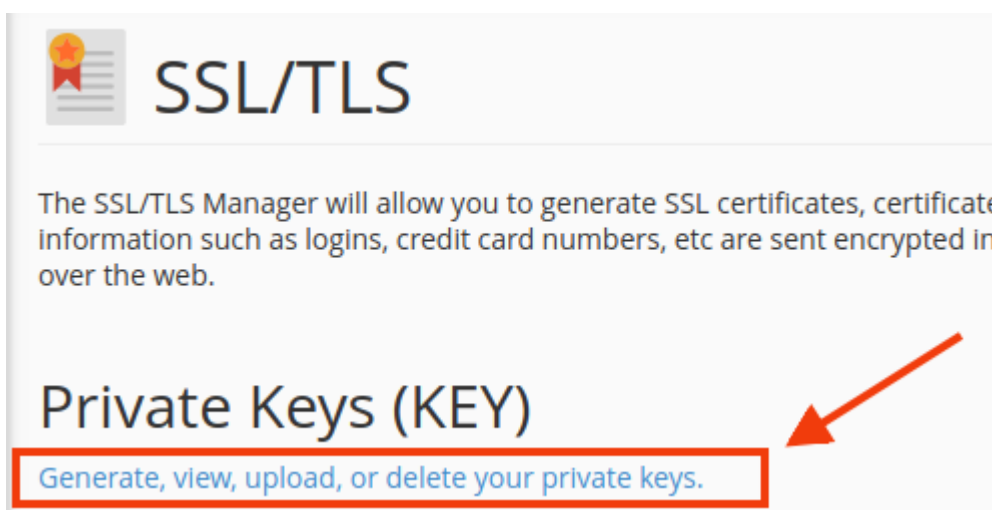 SSL/TLS
The SSL/TLS Manager will allow you to generate SSL certificates, certificate
information such as logins, credit card numbers, etc are sent encrypted in
over the web.
Private Keys (KEY)
Generate, view, upload, or delete your private keys.